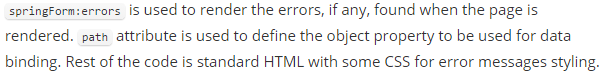 springForm:errors is used to render the errors, if any, found when the page is
rendered. path attribute is used to define the object property to be used for data
binding. Rest of the code is standard HTML with some CSS for error messages styling.